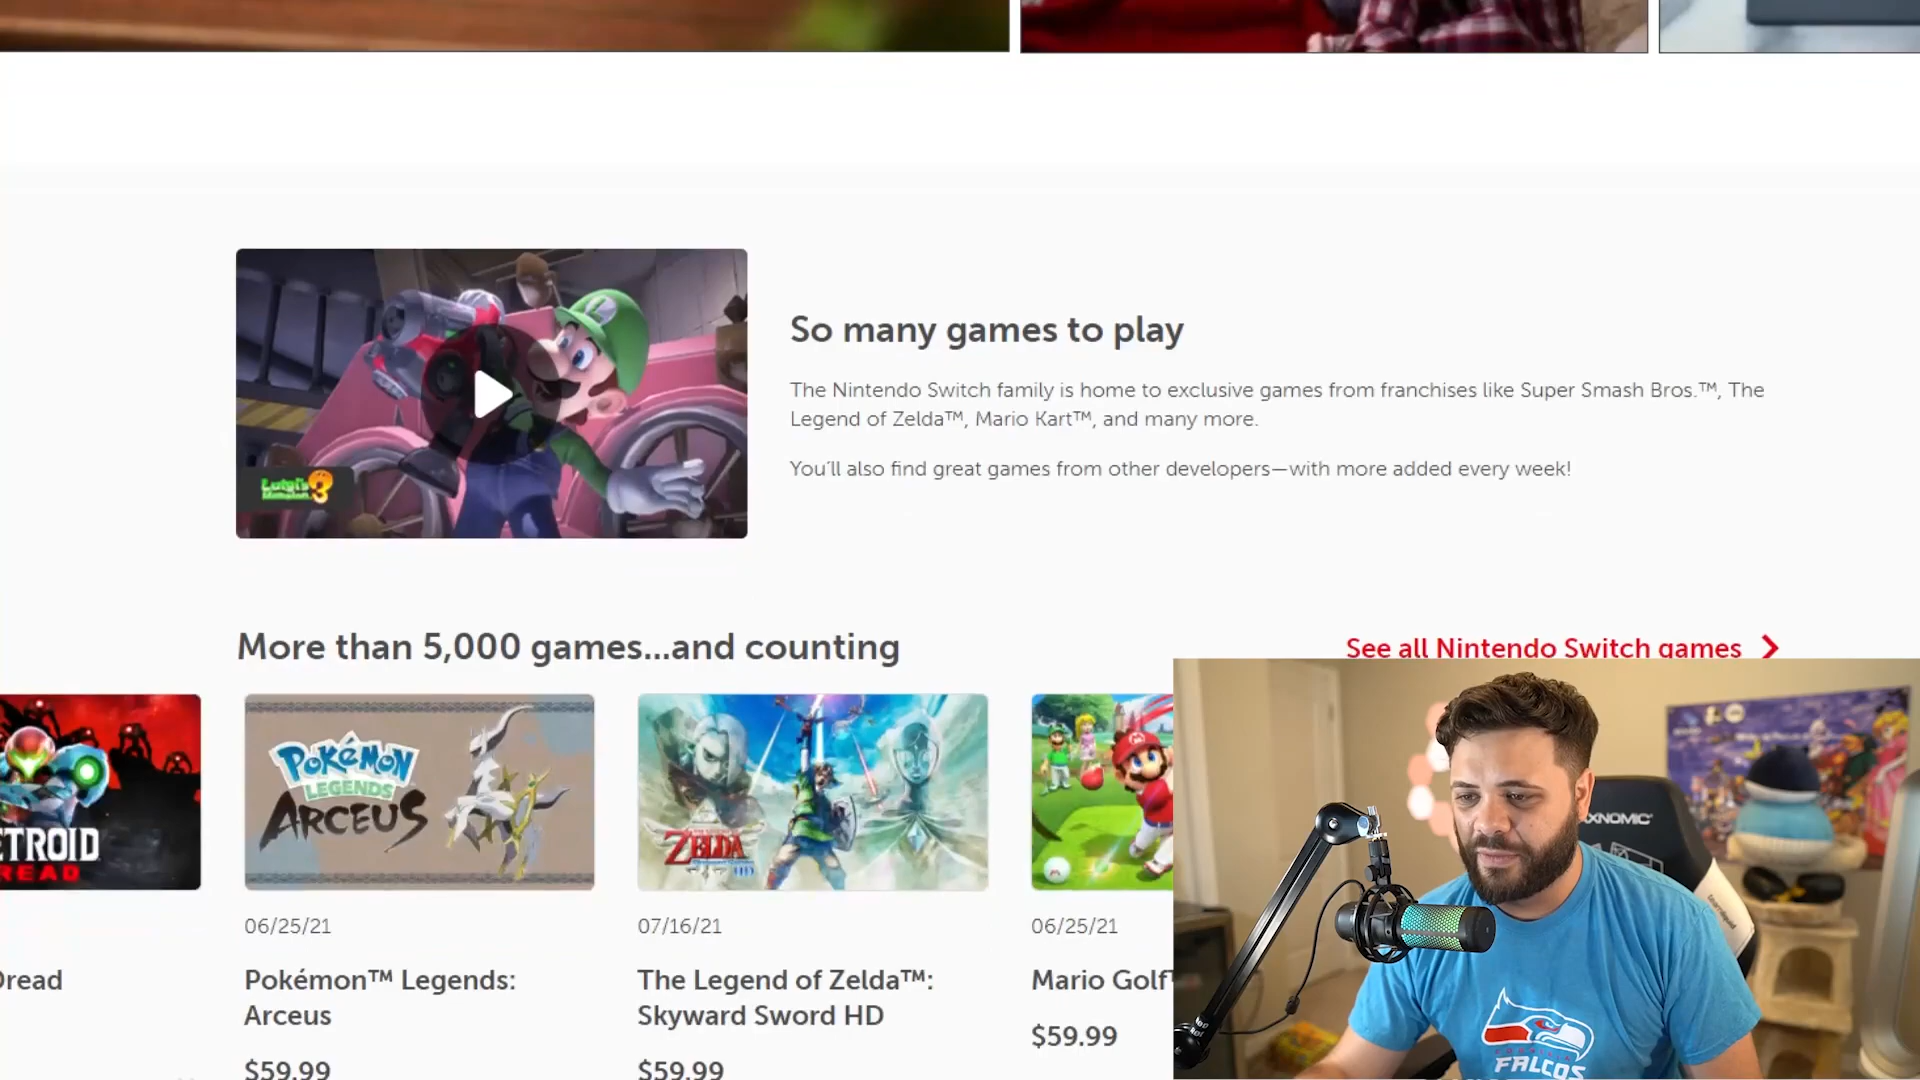 So many games to play
The Nintendo Switch family is home to exclusive games from franchises like Super Smash Bros.™, The
Legend of Zelda™, Mario Kart™, and many more.
You'll also find great games from other developers—with more added every week!
Luigi's
Mansion 3
More than 5,000 games...and counting
See all Nintendo Switch games
ETROID
READ
POKéMON
LEGENDS
ARCEUS
ZELDA
HD
06/25/21
07/16/21
06/25/21
Dread
Pokémon™ Legends:
Arceus
The Legend of Zelda™:
Skyward Sword HD
Mario Golf
$59.99
$59.99
$59.99
XNOMIC
FALCOS